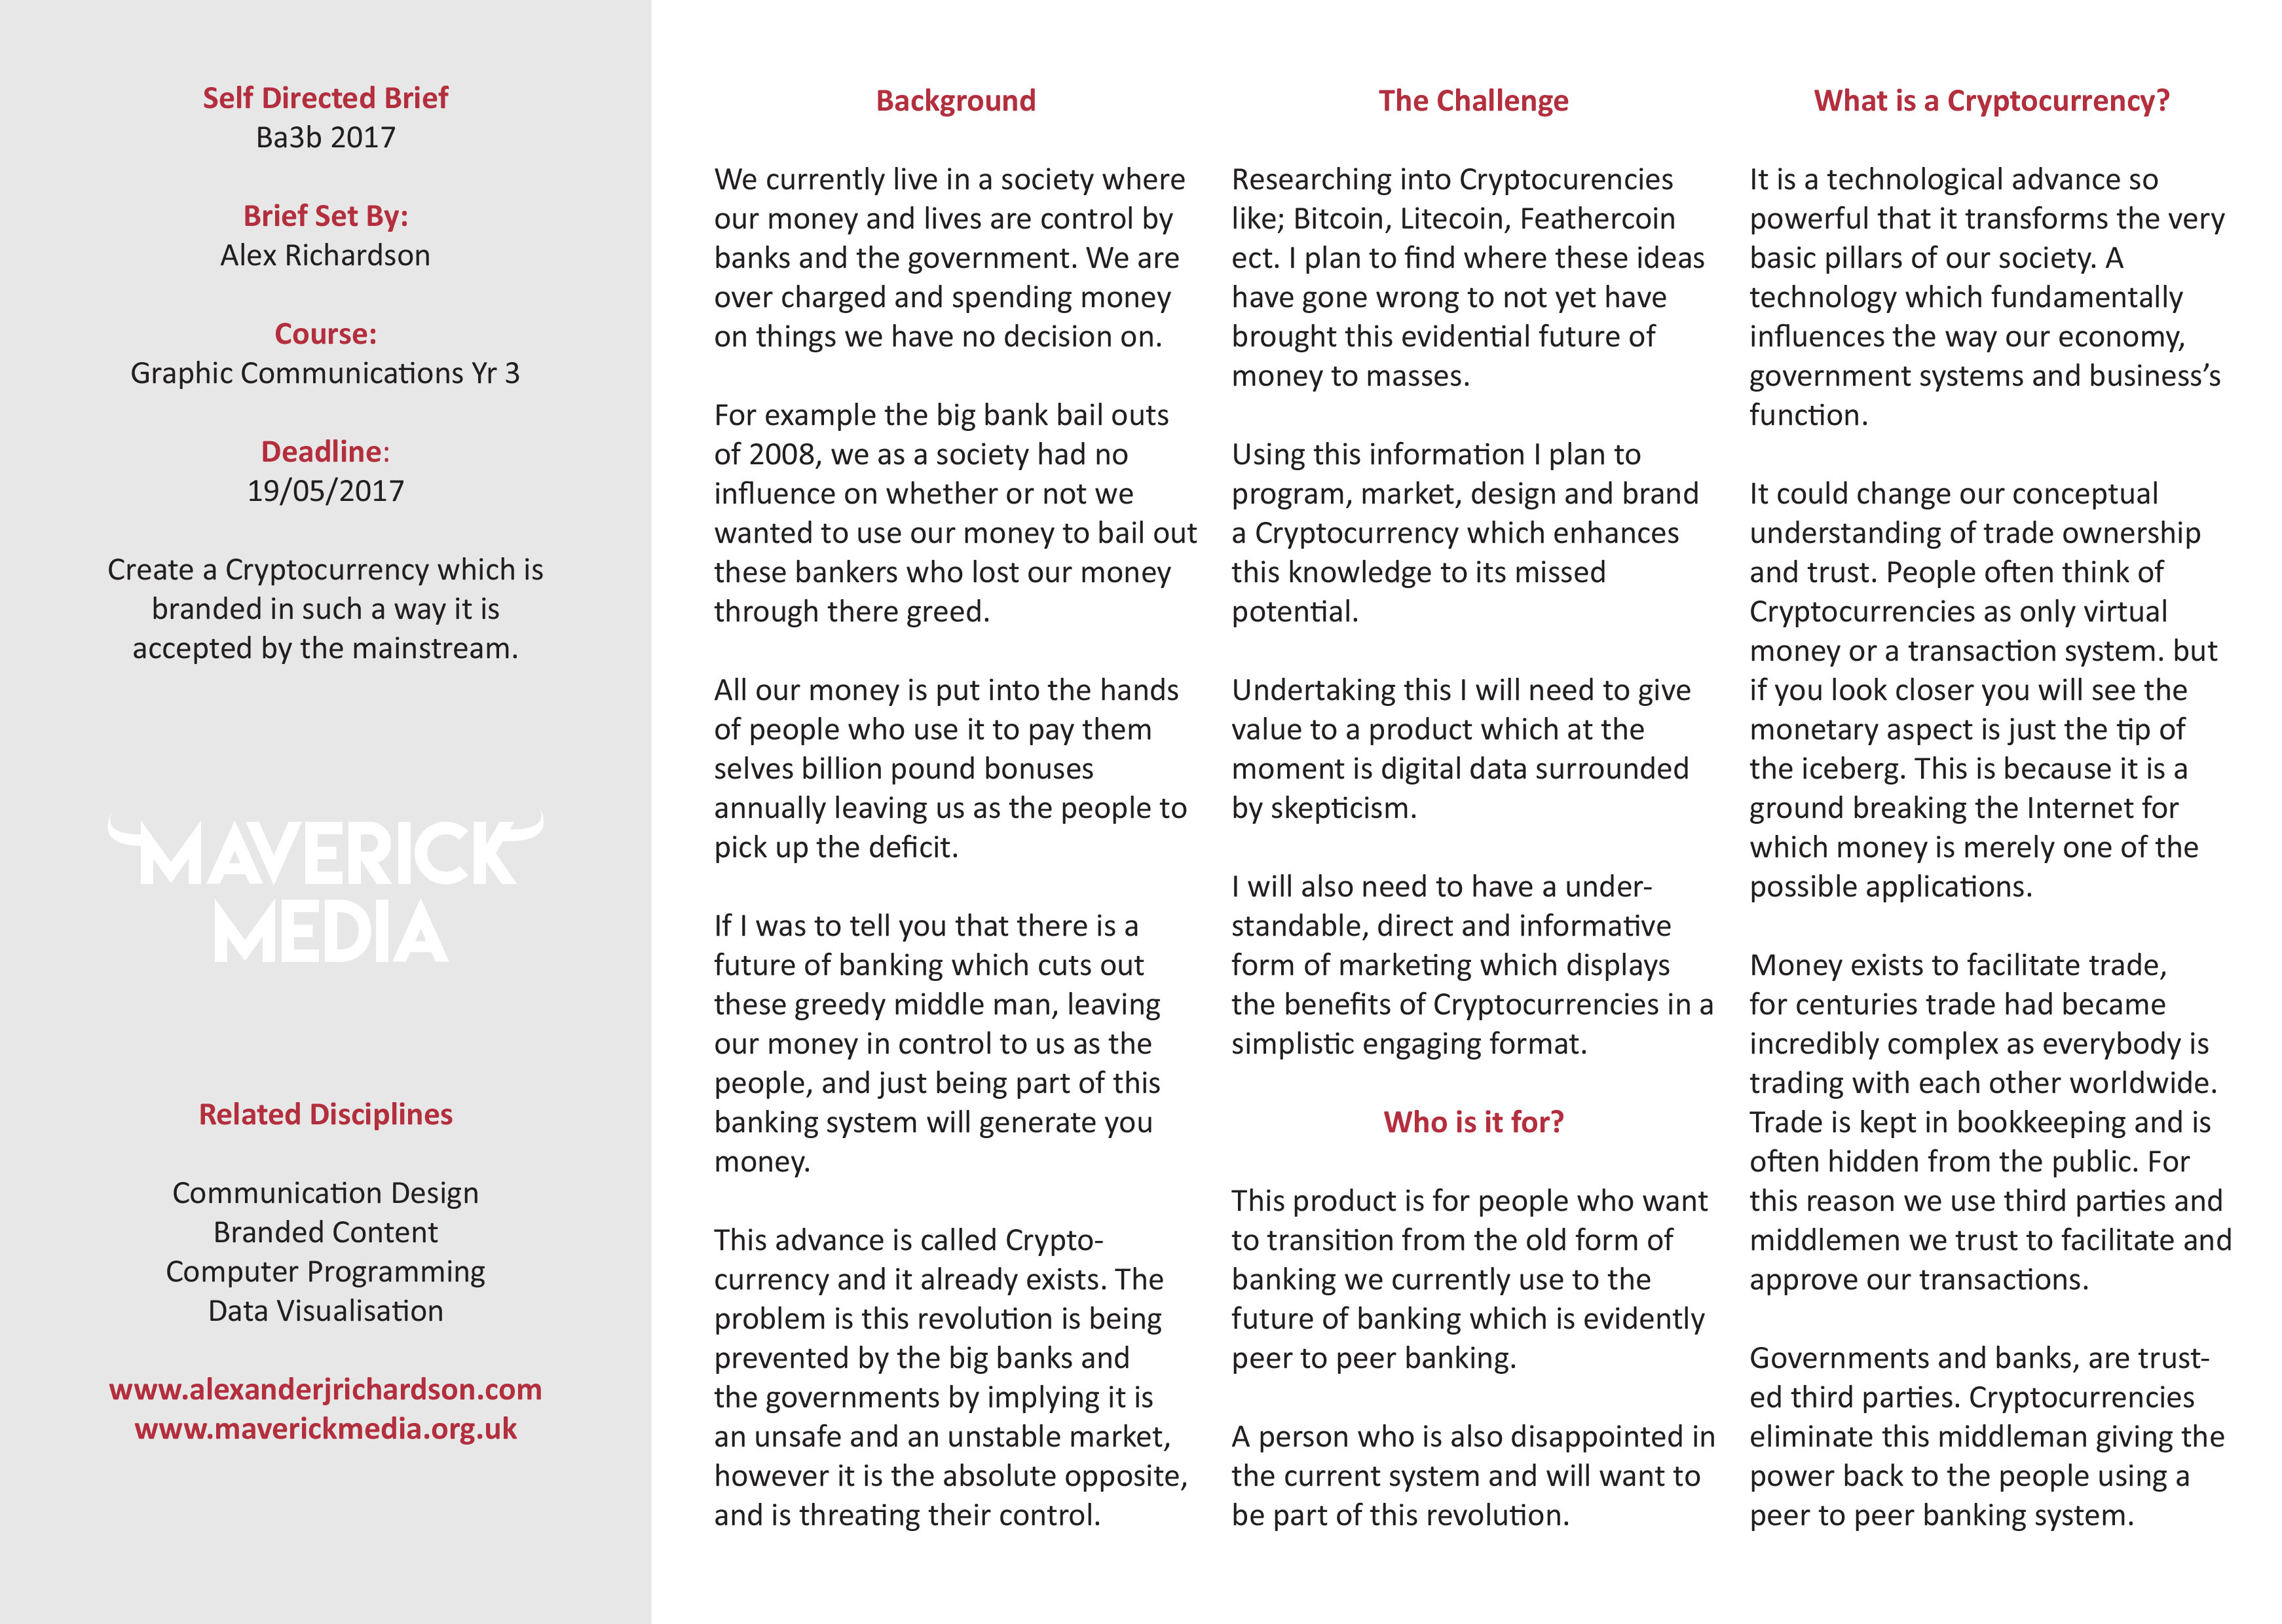 Self Directed Brief
Ba3b 2017
Brief Set By:
Alex Richardson
Course:
Graphic Communications Yr 3
Deadline:
19/05/2017
Create a Cryptocurrency which is
branded in such a way it is
accepted by the mainstream.
MAVERICK
MEDIA
Related Disciplines
Communication Design
Branded Content
Computer Programming
Data Visualisation
www.alexanderjrichardson.com
www.maverickmedia.org.uk
Background
We currently live in a society where
our money and lives are control by
banks and the government. We are
over charged and spending money
on things we have no decision on.
For example the big bank bail outs
of 2008, we as a society had no
influence on whether or not we
wanted to use our money to bail out
these bankers who lost our money
through there greed.
All our money is put into the hands
of people who use it to pay them
selves billion pound bonuses
annually leaving us as the people to
pick up the deficit.
If I was to tell you that there is a
future of banking which cuts out
these greedy middle man, leaving
our money in control to us as the
people, and just being part of this
banking system will generate you
money.
This advance is called Crypto-
currency and it already exists. The
problem is this revolution is being
prevented by the big banks and
the governments by implying it is
an unsafe and an unstable market,
however it is the absolute opposite,
and is threating their control.
The Challenge
Researching into Cryptocurencies
like; Bitcoin, Litecoin, Feathercoin
ect. I plan to find where these ideas
have gone wrong to not yet have
brought this evidential future of
money to masses.
Using this information I plan to
program, market, design and brand
a Cryptocurrency which enhances
this knowledge to its missed
potential.
Undertaking this I will need to give
value to a product which at the
moment is digital data surrounded
by skepticism.
I will also need to have a under-
standable, direct and informative
form of marketing which displays
the benefits of Cryptocurrencies in a
simplistic engaging format.
Who is it for?
This product is for people who want
to transition from the old form of
banking we currently use to the
future of banking which is evidently
peer to peer banking.
A person who is also disappointed in
the current system and will want to
be part of this revolution.
What is a Cryptocurrency?
It is a technological advance so
powerful that it transforms the very
basic pillars of our society. A
technology which fundamentally
influences the way our economy,
government systems and business’s
function.
It could change our conceptual
understanding of trade ownership
and trust. People often think of
Cryptocurrencies as only virtual
money or a transaction system. but
if you look closer you will see the
monetary aspect is just the tip of
the iceberg. This is because it is a
ground breaking the Internet for
which money is merely one of the
possible applications.
Money exists to facilitate trade,
for centuries trade had became
incredibly complex as everybody is
trading with each other worldwide.
Trade is kept in bookkeeping and is
often hidden from the public. For
this reason we use third parties and
middlemen we trust to facilitate and
approve our transactions.
Governments and banks, are trust-
ed third parties. Cryptocurrencies
eliminate this middleman giving the
power back to the people using a
peer to peer banking system.